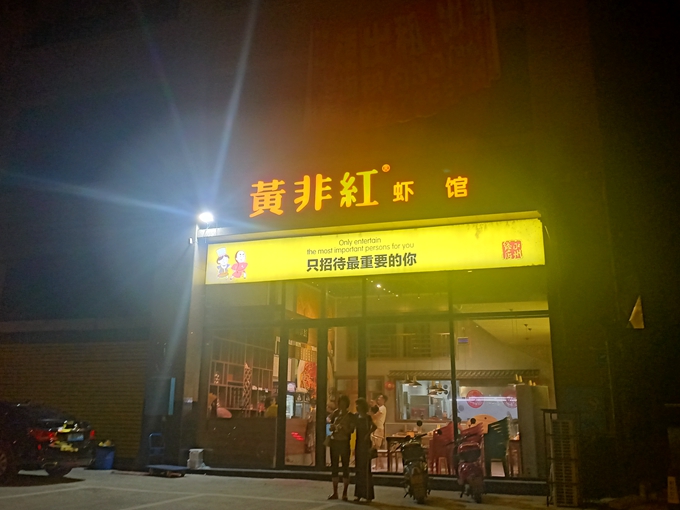 黃非紅® 虾 馆
Only entertain
the most important persons for you
只招待最重要的你